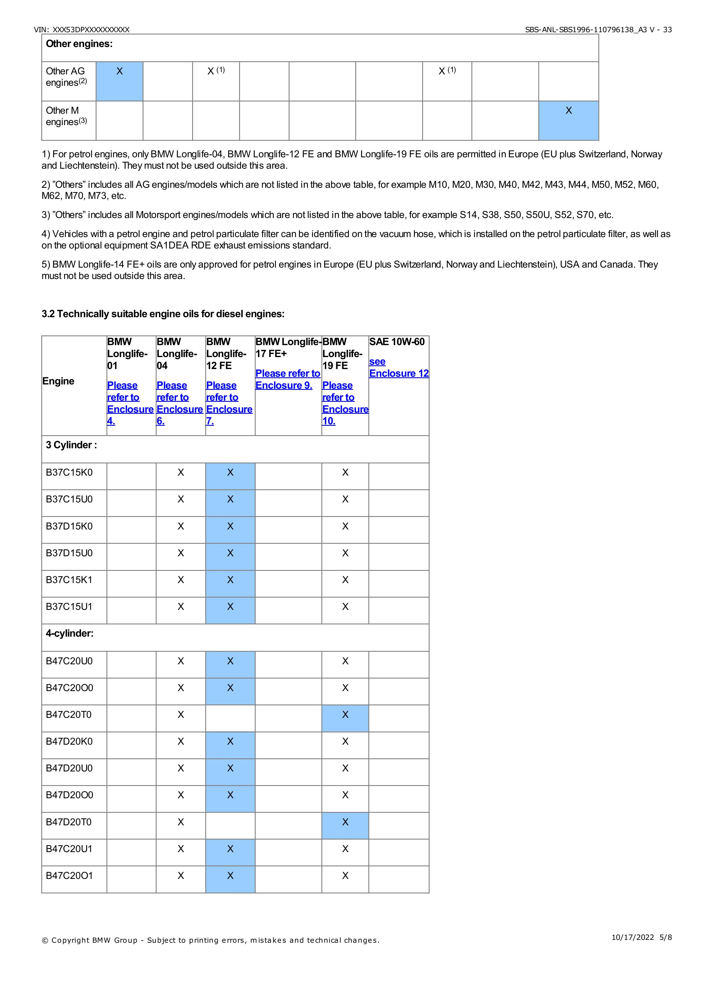 VIN: XXX53DPXXXXXXXXXX SBS-ANL-SBS1996-110796138_A3 V - 33
Other engines:
Other AG engines(2) X X (1) X (1)
Other M engines(3) X
1) For petrol engines, only BMW Longlife-04, BMW Longlife-12 FE and BMW Longlife-19 FE oils are permitted in Europe (EU plus Switzerland, Norway
and Liechtenstein). They must not be used outside this area.
2) ”Others” includes all AG engines/models which are not listed in the above table, for example M10, M20, M30, M40, M42, M43, M44, M50, M52, M60,
M62, M70, M73, etc.
3) ”Others” includes all Motorsport engines/models which are not listed in the above table, for example S14, S38, S50, S50U, S52, S70, etc.
4) Vehicles with a petrol engine and petrol particulate filter can be identified on the vacuum hose, which is installed on the petrol particulate filter, as well as
on the optional equipment SA1DEA RDE exhaust emissions standard.
5) BMW Longlife-14 FE+ oils are only approved for petrol engines in Europe (EU plus Switzerland, Norway and Liechtenstein), USA and Canada. They
must not be used outside this area.
3.2 Technically suitable engine oils for diesel engines:
Engine
BMW
Longlife-
01
Please
refer to
Enclosure
4.
BMW
Longlife-
04
Please
refer to
Enclosure
6.
BMW
Longlife-
12 FE
Please
refer to
Enclosure
7.
BMW Longlife-
17 FE+
Please refer to
Enclosure 9.
BMW
Longlife-
19 FE
Please
refer to
Enclosure
10.
SAE 10W-60
see
Enclosure 12
3 Cylinder :
B37C15K0 X X X
B37C15U0 X X X
B37D15K0 X X X
B37D15U0 X X X
B37C15K1 X X X
B37C15U1 X X X
4-cylinder:
B47C20U0 X X X
B47C20O0 X X X
B47C20T0 X X
B47D20K0 X X X
B47D20U0 X X X
B47D20O0 X X X
B47D20T0 X X
B47C20U1 X X X
B47C20O1 X X X
© Copyright BMW Group - Subject to printing errors, mistakes and technical changes. 10/17/2022 5/8